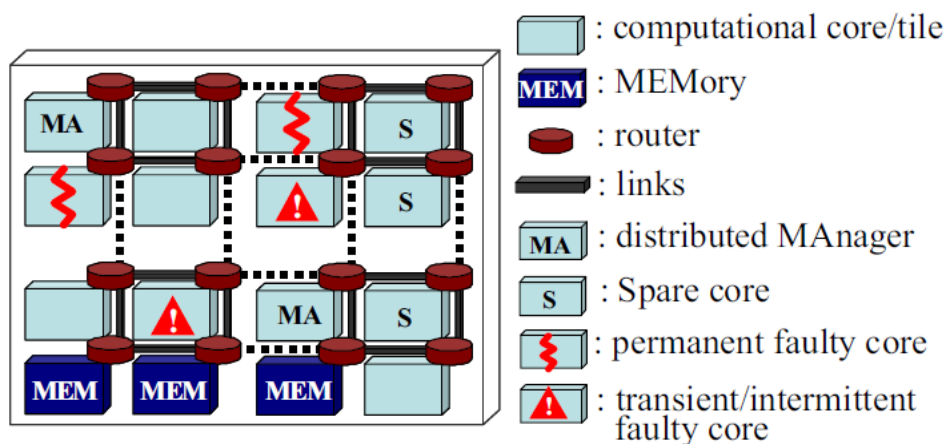 MA
S
!
S
!
MA
S
MEM
MEM
MEM
: computational core/tile
MEM : MEMory
: router
: links
MA : distributed MAnager
S : Spare core
: permanent faulty core
! : transient/intermittent
faulty core